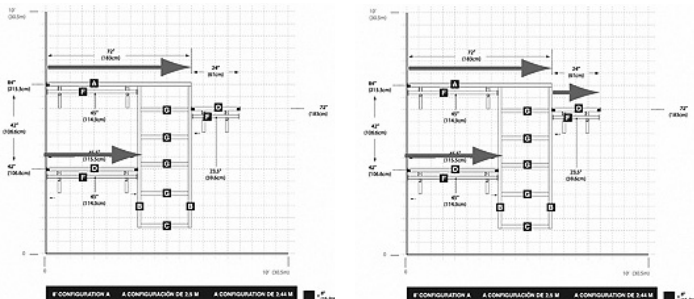 10'
(30,5m)
72"
(183cm)
24"
(61cm)
84"
(213,5cm)
A
F
45"
(114,3cm)
G
D
F
72"
(183cm)
42"
(106,6cm)
G
G
23,5"
(59,6cm)
42"
(106,6cm)
45,5"
(115,5cm)
D
F
45"
(114,3cm)
G
B
B
C
0
10' (30,5m)
8' CONFIGURATION A A CONFIGURACIÓN DE 2,5 M A CONFIGURATION DE 2,44 M
10'
(30,5m)
72"
(183cm)
24"
(61cm)
84"
(213,5cm)
A
F
45"
(114,3cm)
G
D
F
72"
(183cm)
42"
(106,6cm)
G
G
23,5"
(59,6cm)
42"
(106,6cm)
45,5"
(115,5cm)
D
F
45"
(114,3cm)
G
B
B
C
0
10' (30,5m)
8' CONFIGURATION A A CONFIGURACIÓN DE 2,5 M A CONFIGURATION DE 2,44 M